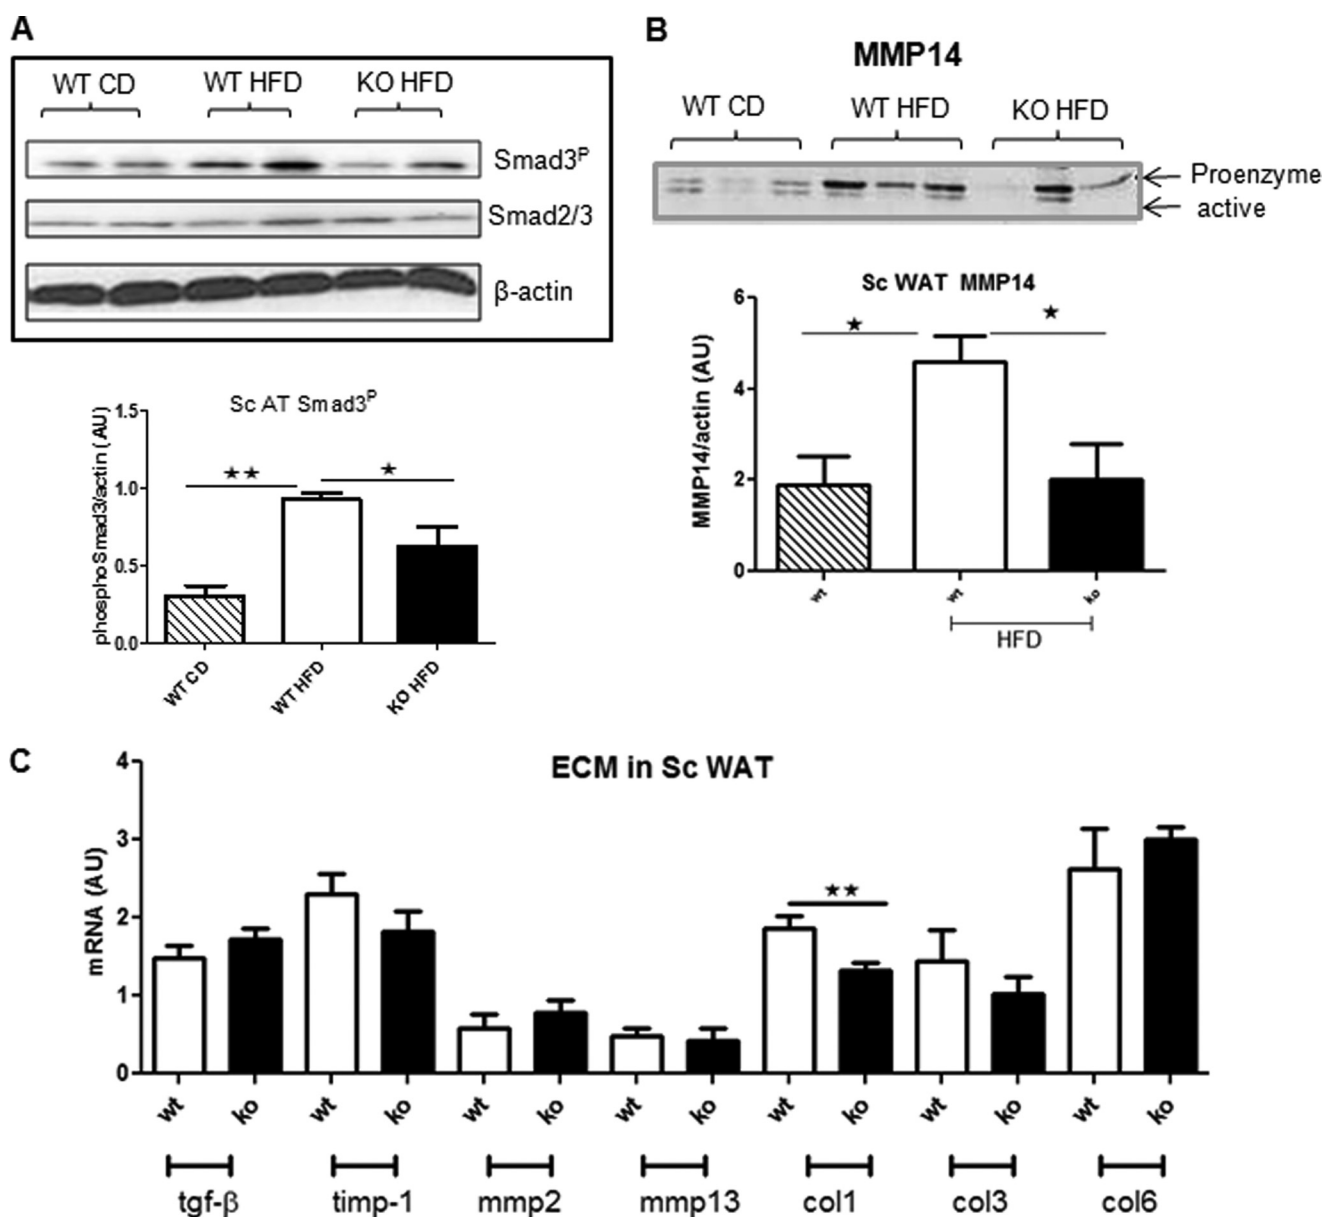 A
WT CD WT HFD KO HFD
Smad3ᴾ
Smad2/3
β-actin
Sc AT Smad3ᴾ
phosphoSmad3/actin (AU)
1.5
1.0
0.5
0.0
★★ ★
WT CD WT HFD KO HFD
B
MMP14
WT CD WT HFD KO HFD
Proenzyme
active
Sc WAT MMP14
MMP14/actin (AU)
6
4
2
0
★ ★
wt wt ko
HFD
C
ECM in Sc WAT
mRNA (AU)
4
3
2
1
0
★★
wt ko wt ko wt ko wt ko wt ko wt ko wt ko
tgf-β timp-1 mmp2 mmp13 col1 col3 col6